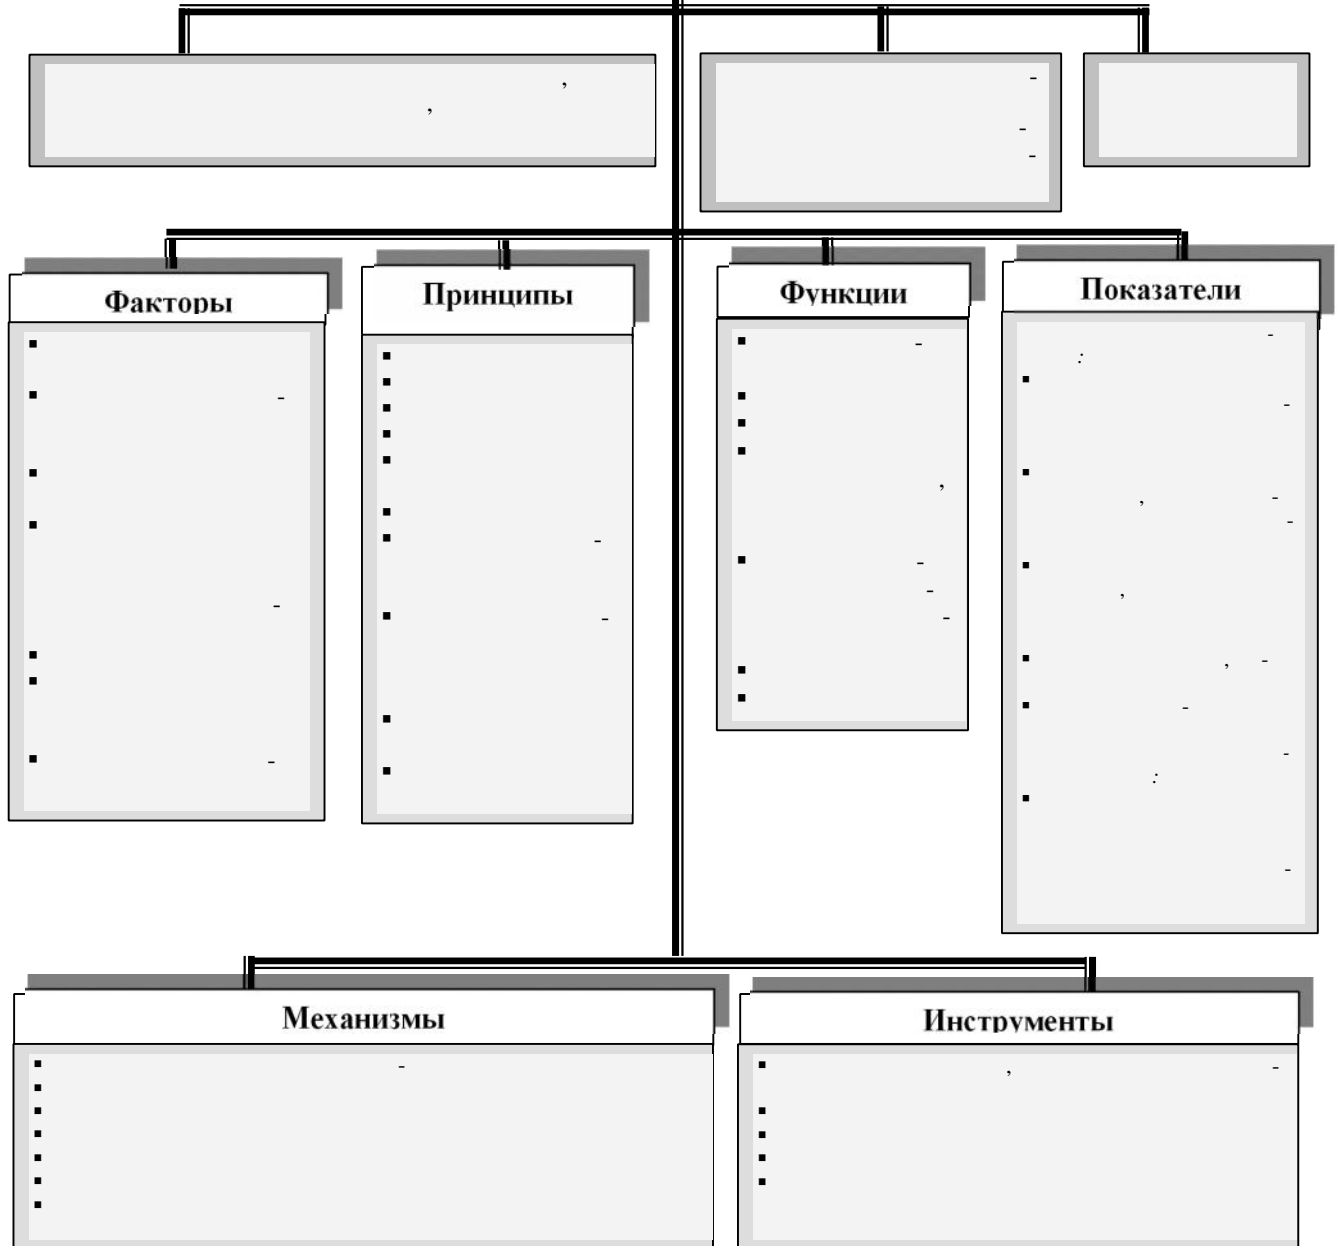 Факторы
Принципы
Функции
Показатели
Механизмы
Инструменты